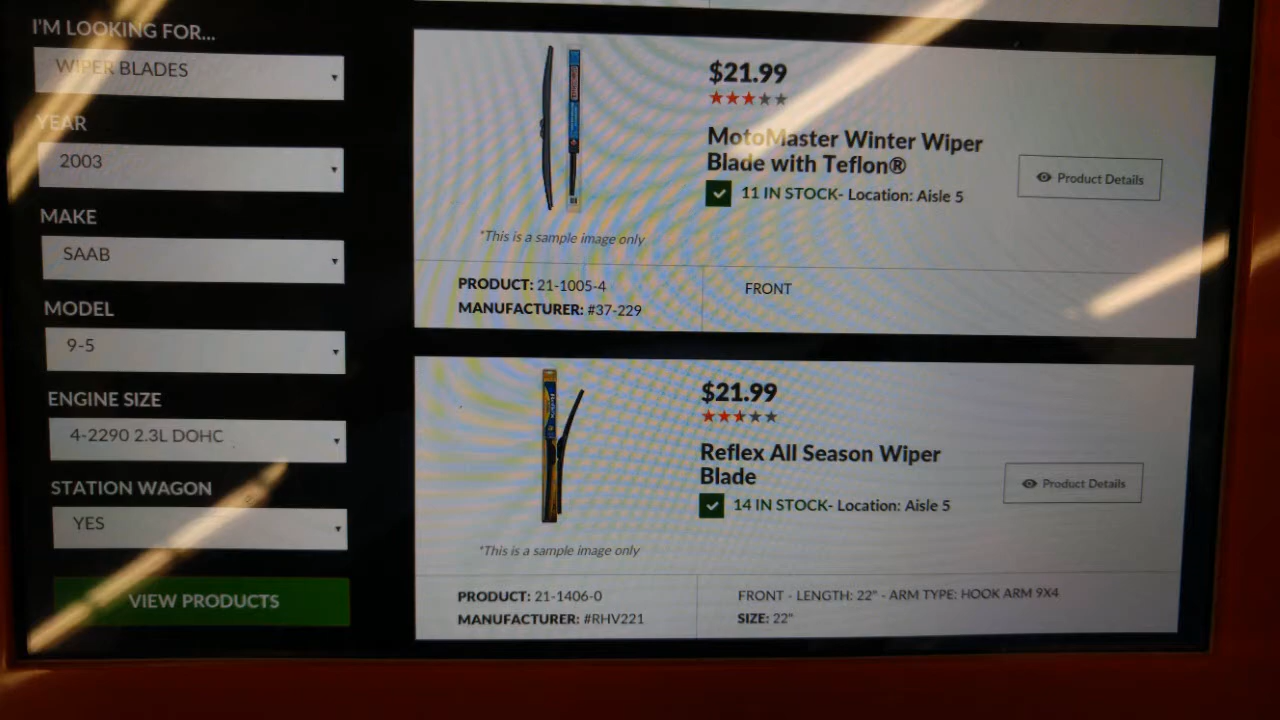 I'M LOOKING FOR...
WIPER BLADES
YEAR
2003
MAKE
SAAB
MODEL
9-5
ENGINE SIZE
4-2290 2.3L DOHC
STATION WAGON
YES
VIEW PRODUCTS
$21.99
MotoMaster Winter Wiper
Blade with Teflon®
11 IN STOCK- Location: Aisle 5
Product Details
*This is a sample image only
PRODUCT: 21-1005-4
MANUFACTURER: #37-229
FRONT
$21.99
Reflex All Season Wiper
Blade
14 IN STOCK- Location: Aisle 5
Product Details
*This is a sample image only
PRODUCT: 21-1406-0
MANUFACTURER: #RHV221
FRONT - LENGTH: 22" - ARM TYPE: HOOK ARM 9X4
SIZE: 22"